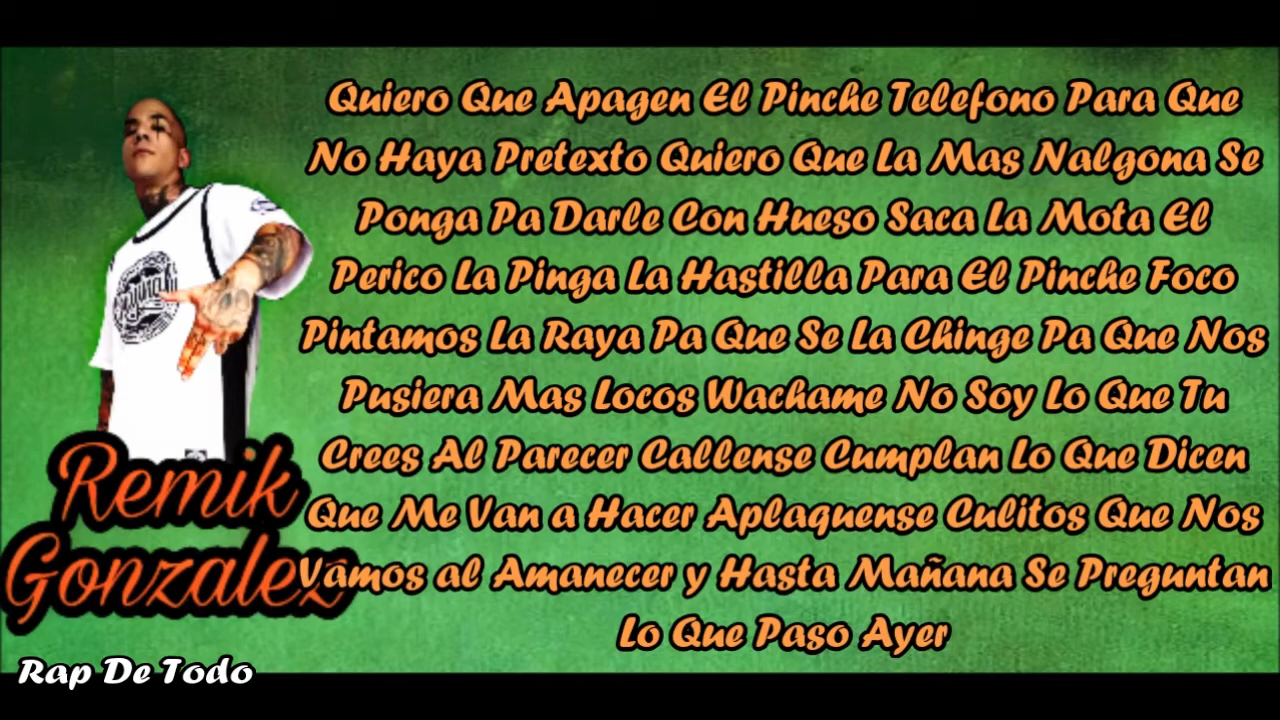 Quiero Que Apagen El Pinche Telefono Para Que
No Haya Pretexto Quiero Que La Mas Nalgona Se
Ponga Pa Darle Con Hueso Saca La Mota El
Perico La Pinga La Hastilla Para El Pinche Foco
Pintamos La Raya Pa Que Se La Chinge Pa Que Nos
Pusiera Mas Locos Wachame No Soy Lo Que Tu
Crees Al Parecer Callense Cumplan Lo Que Dicen
Que Me Van a Hacer Aplaquense Culitos Que Nos
Vamos al Amanecer y Hasta Mañana Se Preguntan
Lo Que Paso Ayer
Remik
Gonzalez
Rap De Todo